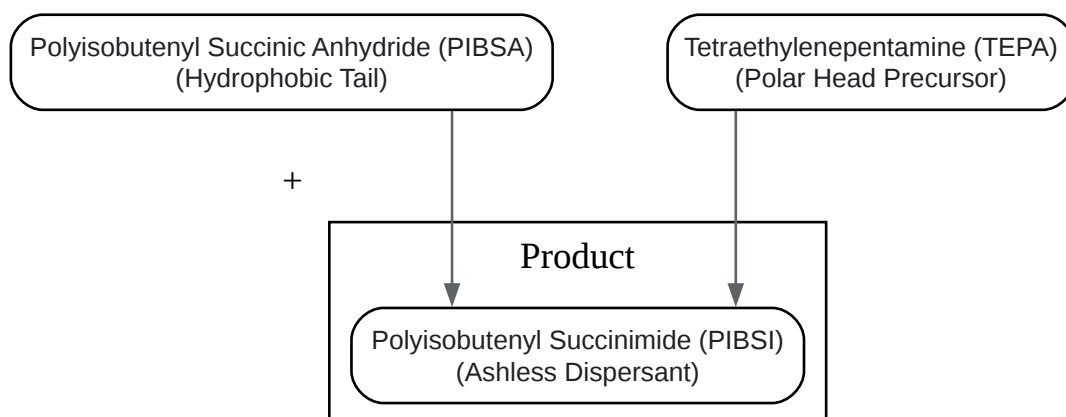 Polyisobutenyl Succinic Anhydride (PIBSA)
(Hydrophobic Tail)
Tetraethylenepentamine (TEPA)
(Polar Head Precursor)
+
Product
Polyisobutenyl Succinimide (PIBSI)
(Ashless Dispersant)